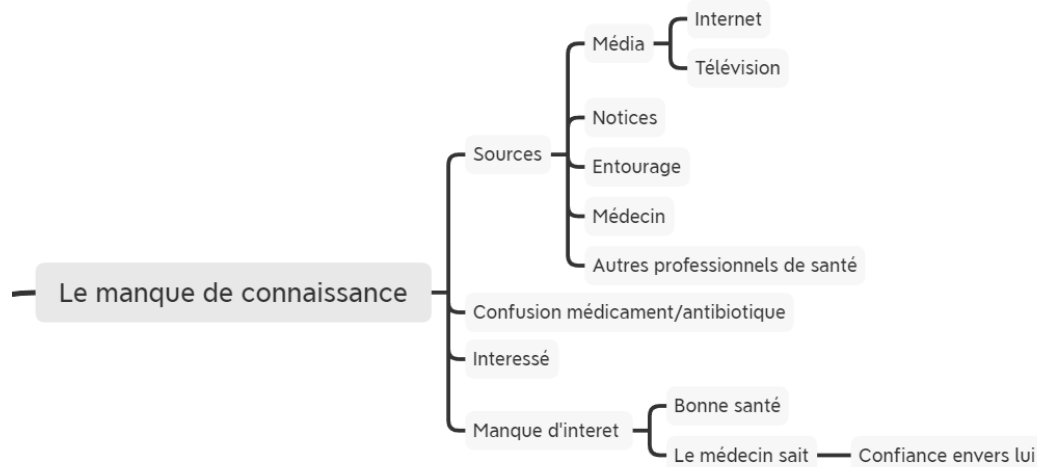 Internet
Média
Télévision
Notices
Sources
Entourage
Médecin
Autres professionnels de santé
Le manque de connaissance
Confusion médicament/antibiotique
Interessé
Bonne santé
Manque d'interet
Le médecin sait
Confiance envers lui